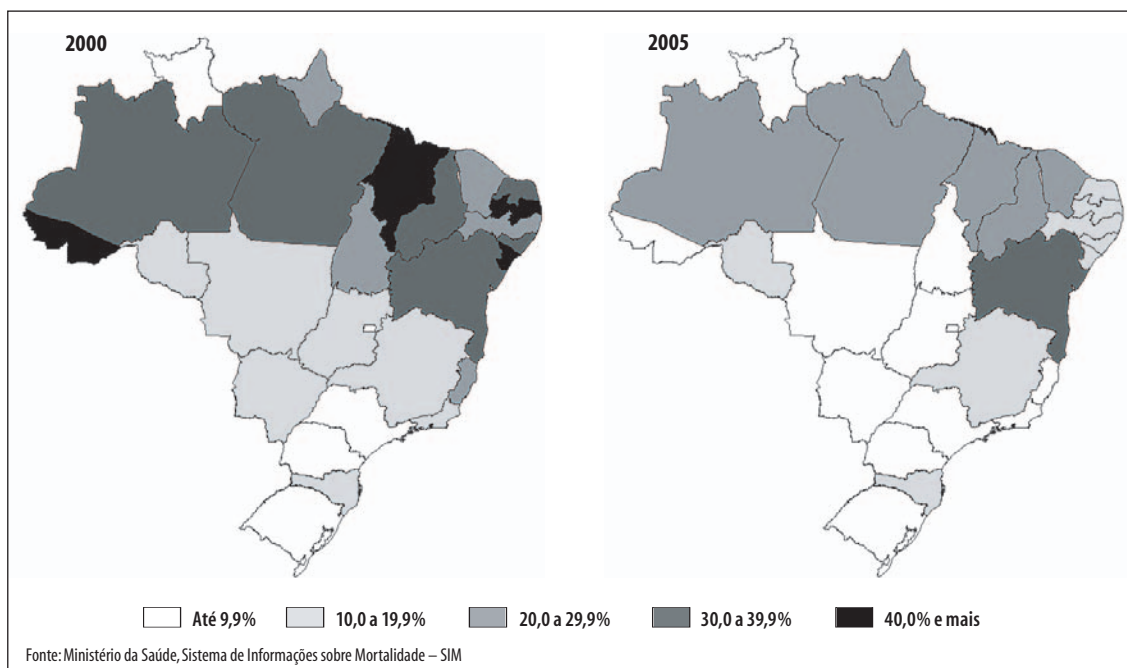 2000
2005
Até 9,9%
10,0 a 19,9%
20,0 a 29,9%
30,0 a 39,9%
40,0% e mais
Fonte: Ministério da Saúde, Sistema de Informações sobre Mortalidade – SIM